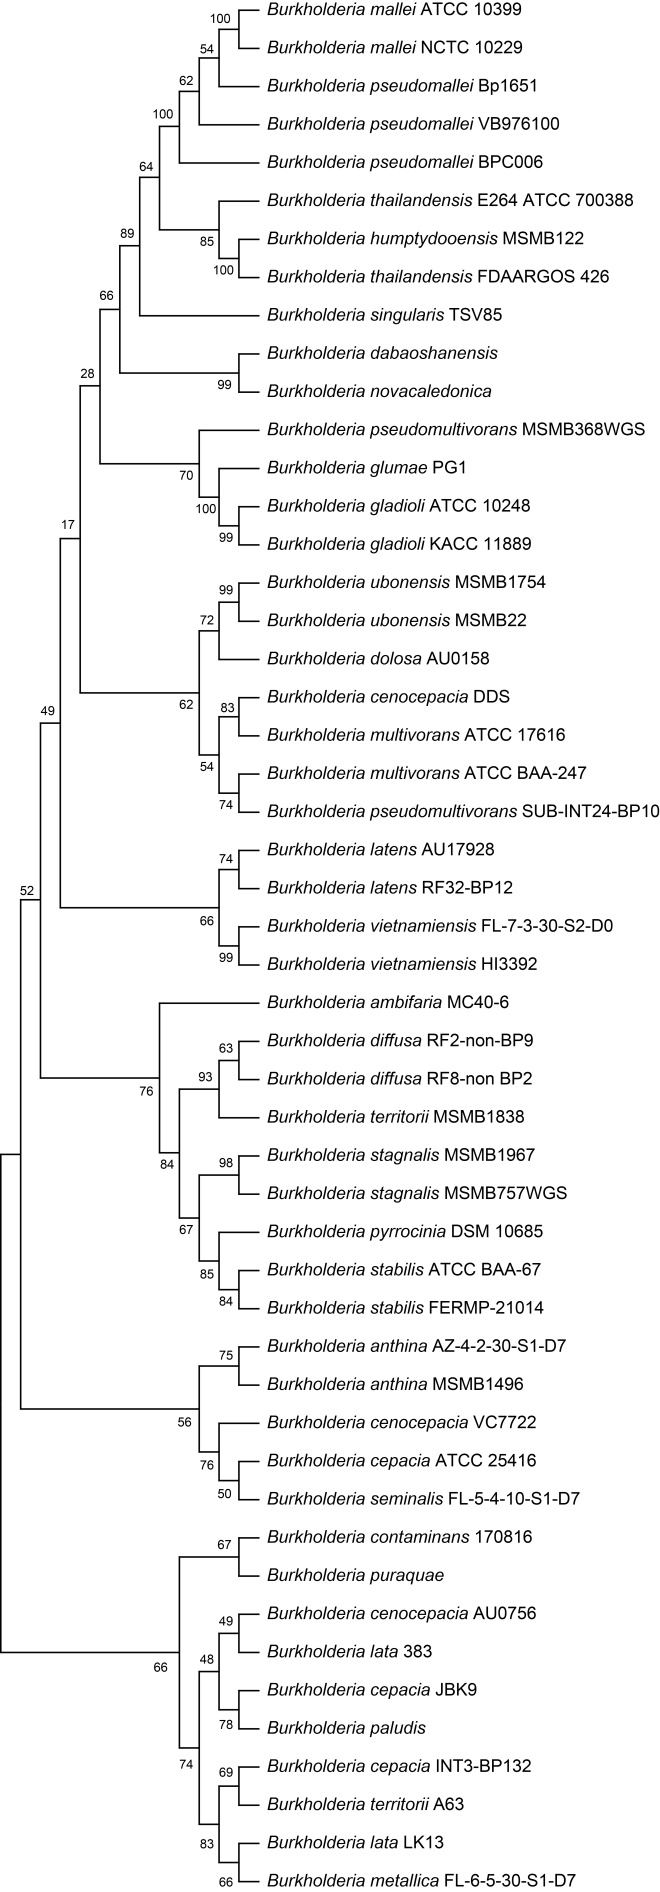 100
Burkholderia mallei ATCC 10399
Burkholderia mallei NCTC 10229
54
Burkholderia pseudomallei Bp1651
62
Burkholderia pseudomallei VB976100
100
Burkholderia pseudomallei BPC006
64
Burkholderia thailandensis E264 ATCC 700388
85
Burkholderia humptydooensis MSMB122
100
Burkholderia thailandensis FDAARGOS 426
89
Burkholderia singularis TSV85
66
Burkholderia dabaoshanensis
99
Burkholderia novacaledonica
28
Burkholderia pseudomultivorans MSMB368WGS
70
Burkholderia glumae PG1
100
Burkholderia gladioli ATCC 10248
99
Burkholderia gladioli KACC 11889
17
Burkholderia ubonensis MSMB1754
99
Burkholderia ubonensis MSMB22
72
Burkholderia dolosa AU0158
62
Burkholderia cenocepacia DDS
83
Burkholderia multivorans ATCC 17616
54
Burkholderia multivorans ATCC BAA-247
74
Burkholderia pseudomultivorans SUB-INT24-BP10
49
Burkholderia latens AU17928
74
Burkholderia latens RF32-BP12
66
Burkholderia vietnamiensis FL-7-3-30-S2-D0
99
Burkholderia vietnamiensis HI3392
52
Burkholderia ambifaria MC40-6
76
Burkholderia diffusa RF2-non-BP9
63
Burkholderia diffusa RF8-non BP2
93
Burkholderia territorii MSMB1838
84
Burkholderia stagnalis MSMB1967
98
Burkholderia stagnalis MSMB757WGS
67
Burkholderia pyrrocinia DSM 10685
85
Burkholderia stabilis ATCC BAA-67
84
Burkholderia stabilis FERMP-21014
Burkholderia anthina AZ-4-2-30-S1-D7
75
Burkholderia anthina MSMB1496
56
Burkholderia cenocepacia VC7722
76
Burkholderia cepacia ATCC 25416
50
Burkholderia seminalis FL-5-4-10-S1-D7
Burkholderia contaminans 170816
67
Burkholderia puraquae
66
Burkholderia cenocepacia AU0756
49
Burkholderia lata 383
48
Burkholderia cepacia JBK9
78
Burkholderia paludis
74
Burkholderia cepacia INT3-BP132
69
Burkholderia territorii A63
83
Burkholderia lata LK13
66
Burkholderia metallica FL-6-5-30-S1-D7